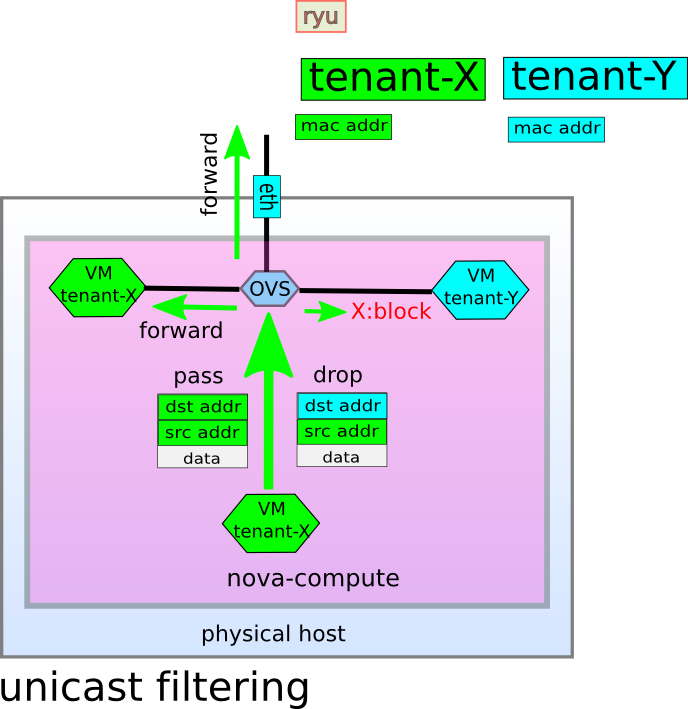 ryu
tenant-X
tenant-Y
mac addr
mac addr
forward
eth
VM
tenant-X
OVS
VM
tenant-Y
forward
X:block
pass
drop
dst addr
src addr
data
dst addr
src addr
data
VM
tenant-X
nova-compute
physical host
unicast filtering